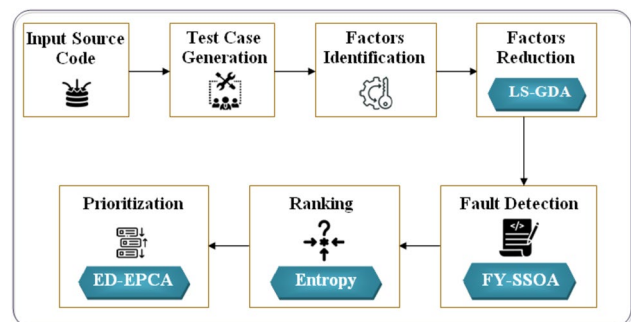 Input Source
Code
Test Case
Generation
Factors
Identification
Factors
Reduction
LS-GDA
Fault Detection
</>
FY-SSOA
Ranking
?
Entropy
Prioritization
ED-EPCA